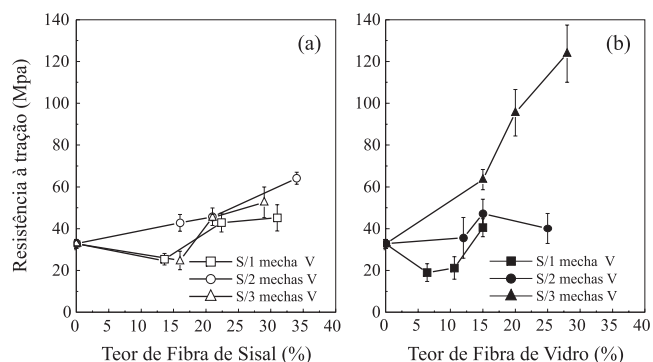 140
120
100
80
60
40
20
0
Resistência à tração (Mpa)
(a)
S/1 mecha V
S/2 mechas V
S/3 mechas V
0 5 10 15 20 25 30 35 40
Teor de Fibra de Sisal (%)
140
120
100
80
60
40
20
0
(b)
S/1 mecha V
S/2 mechas V
S/3 mechas V
0 5 10 15 20 25 30 35 40
Teor de Fibra de Vidro (%)